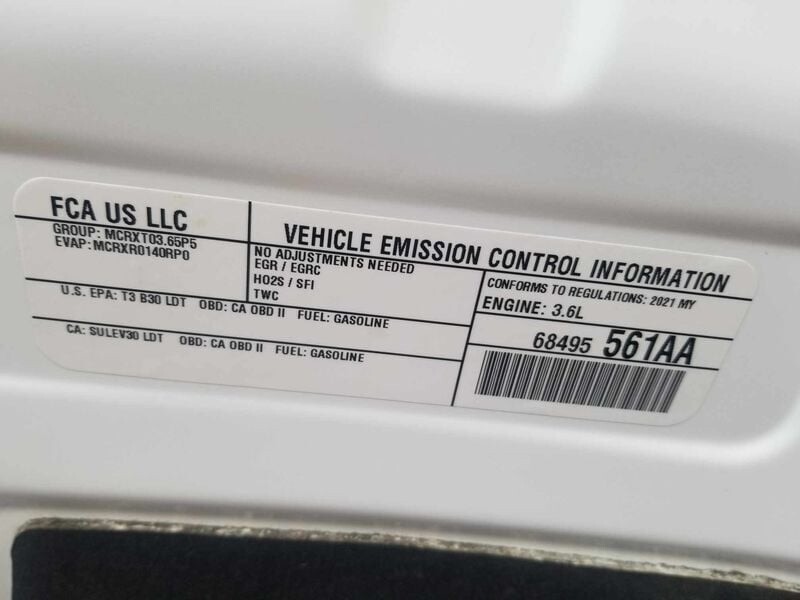 FCA US LLC
GROUP: MCRXT03.65P5
EVAP:MCRXR0140RP0
VEHICLE EMISSION CONTROL INFORMATION
NO ADJUSTMENTS NEEDED
EGR / EGRC
HO2S / SFI
TWC
CONFORMS TO REGULATIONS: 2021 MY
ENGINE: 3.6L
U.S. EPA: T3 B30 LDT OBD: CA OBD II FUEL: GASOLINE
CA: SULEV30 LDT OBD: CA OBD II FUEL: GASOLINE
68495 561AA